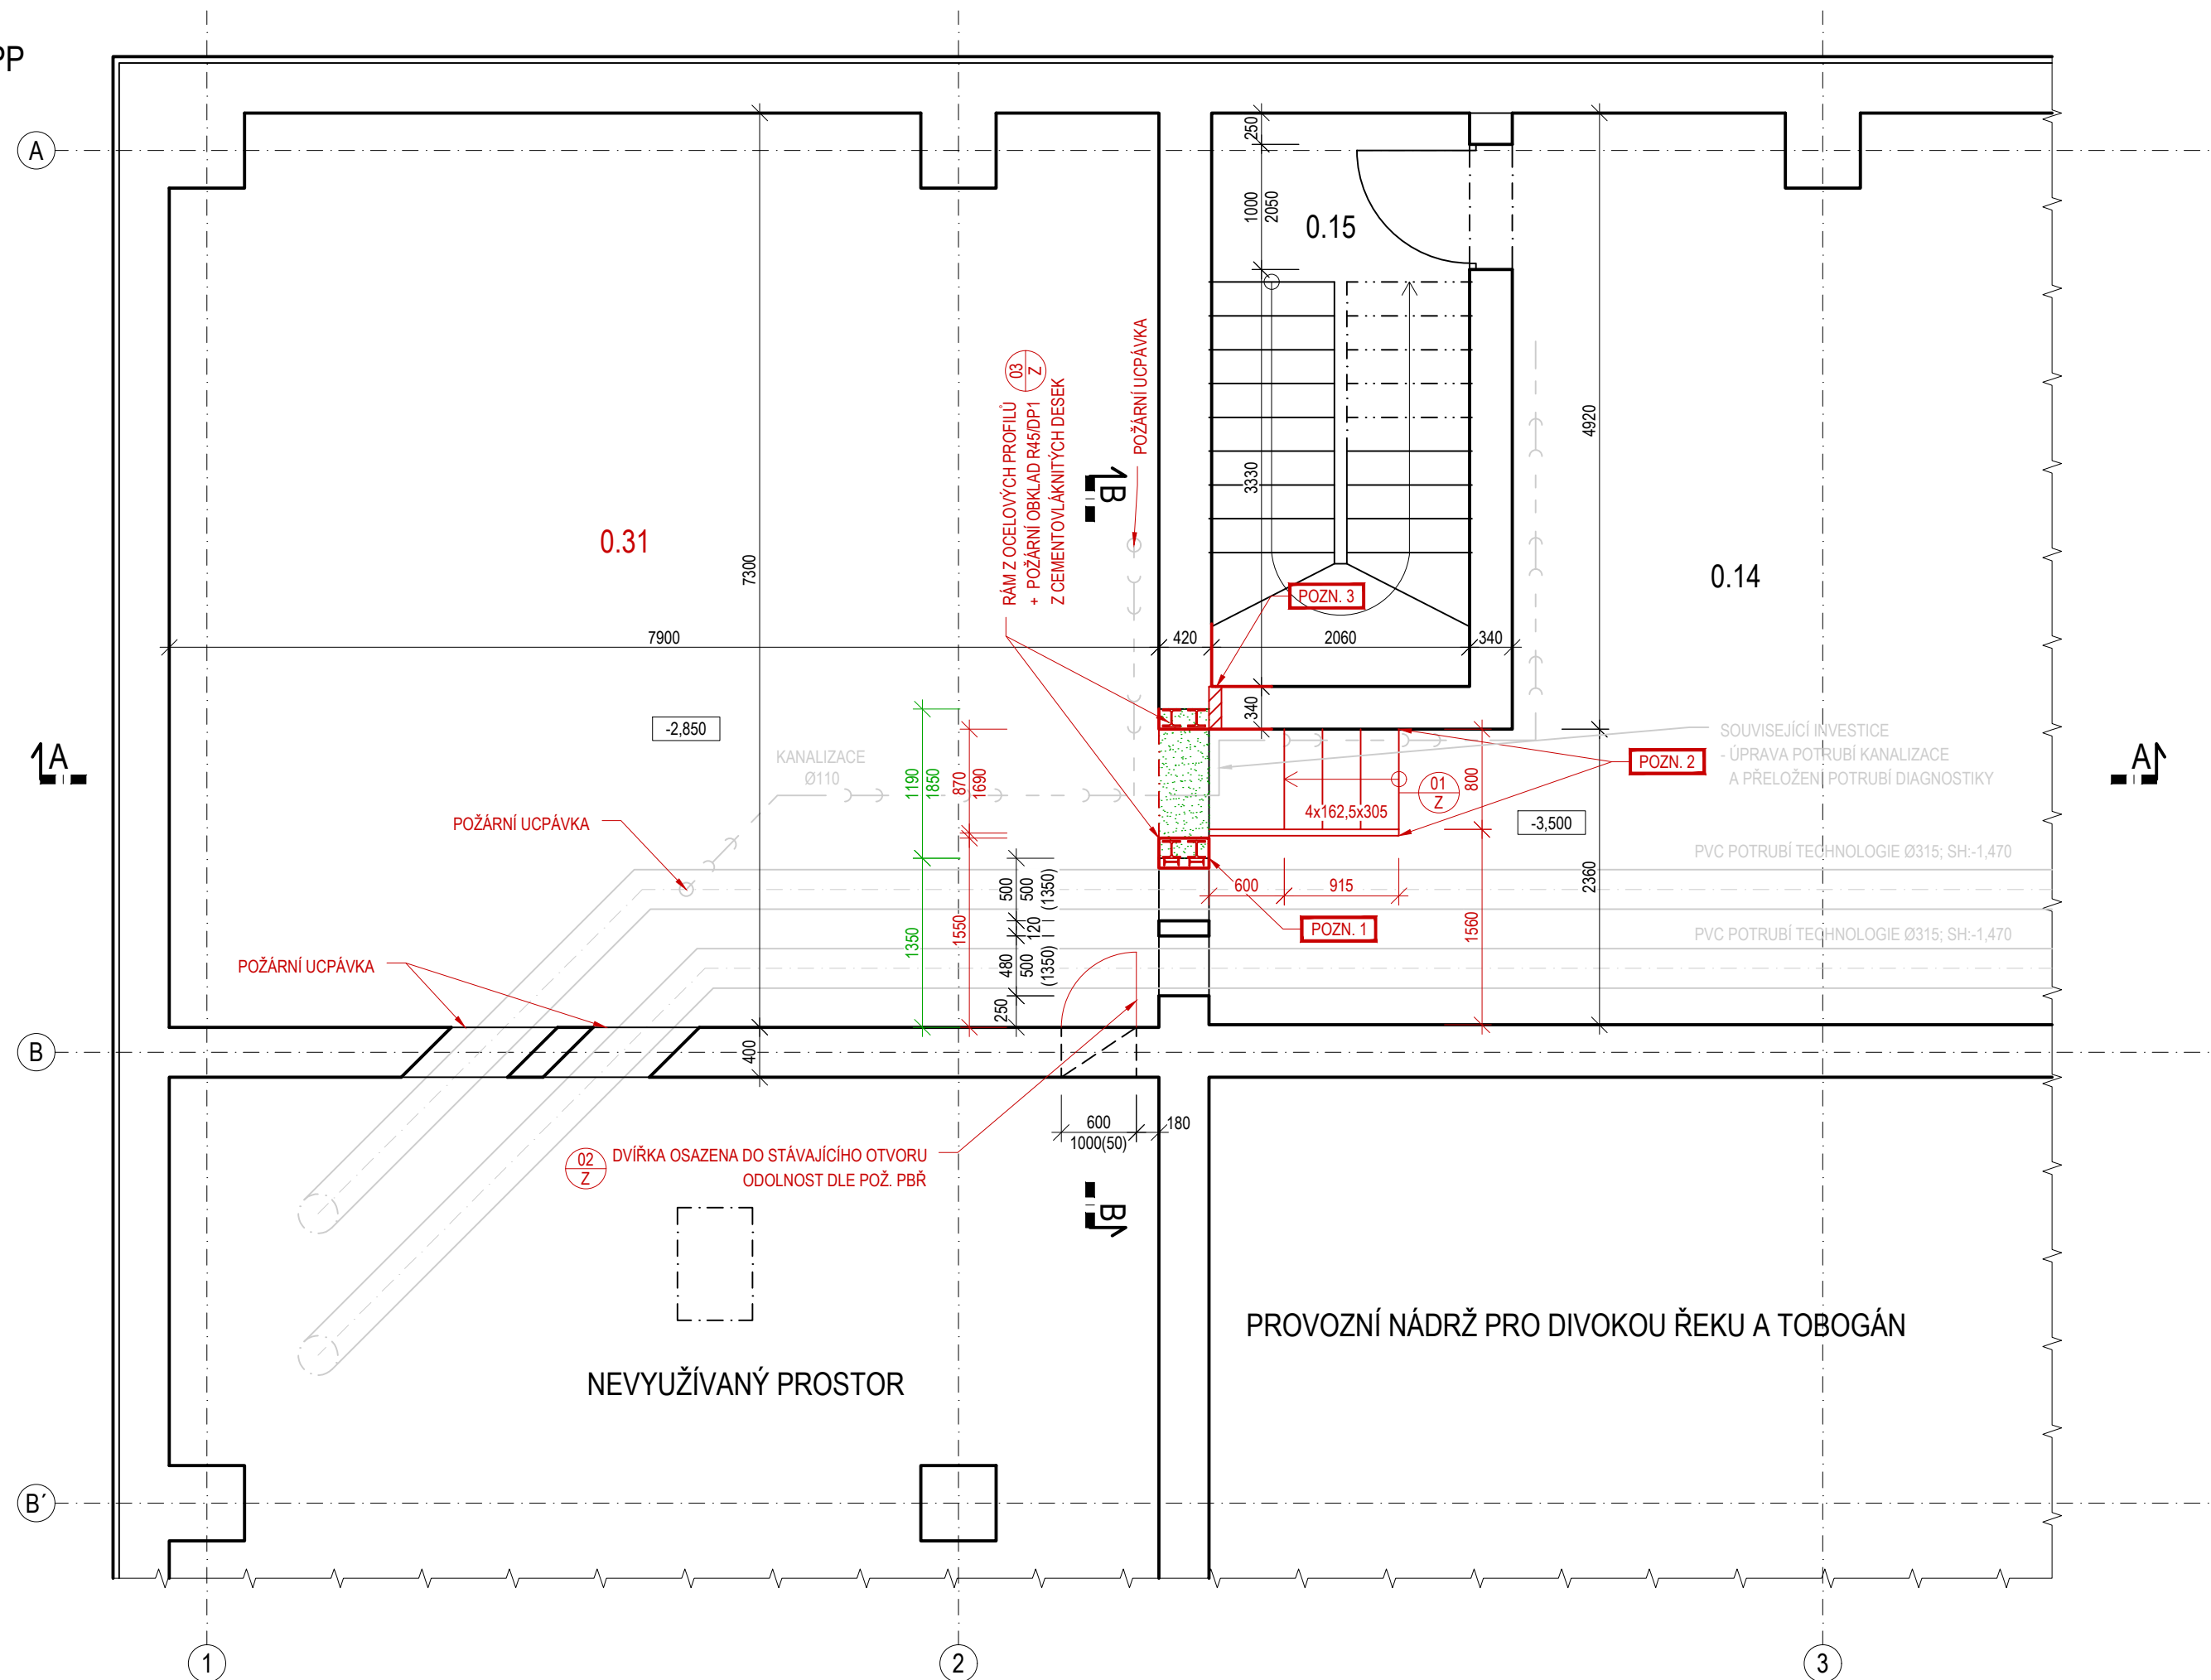 PP
A
250
1000
2050
0.15
03
Z
RÁM Z OCELOVÝCH PROFILŮ
+ POŽÁRNÍ OBKLAD R45/DP1
Z CEMENTOVLÁKNITÝCH DESEK
POŽÁRNÍ UCPÁVKA
B
3330
4920
0.31
7300
0.14
POZN. 3
7900
420
2060
340
340
-2,850
A
KANALIZACE
Ø110
1190
1850
870
1690
01
Z
4x162,5x305
800
POZN. 2
SOUVISEJÍCÍ INVESTICE
- ÚPRAVA POTRUBÍ KANALIZACE
A PŘELOŽENÍ POTRUBÍ DIAGNOSTIKY
A
-3,500
POŽÁRNÍ UCPÁVKA
PVC POTRUBÍ TECHNOLOGIE Ø315; SH:-1,470
600
915
2360
500
500
(1350)
120
POZN. 1
1350
1550
1560
PVC POTRUBÍ TECHNOLOGIE Ø315; SH:-1,470
480
500
(1350)
250
POŽÁRNÍ UCPÁVKA
B
400
600
1000(50)
180
02
Z
DVÍŘKA OSAZENA DO STÁVAJÍCÍHO OTVORU
ODOLNOST DLE POŽ. PBŘ
B
PROVOZNÍ NÁDRŽ PRO DIVOKOU ŘEKU A TOBOGÁN
NEVYUŽÍVANÝ PROSTOR
B´
1
2
3